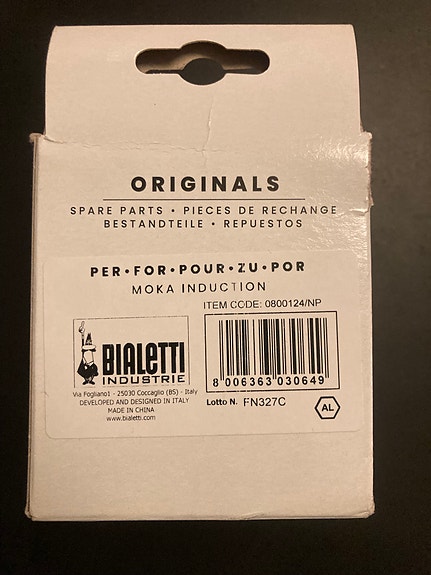 ORIGINALS
SPARE PARTS • PIECES DE RECHANGE
BESTANDTEILE • REPUESTOS
PER•FOR•POUR•ZU•POR
MOKA INDUCTION
ITEM CODE: 0800124/NP
BIALETTI
INDUSTRIE
Via Fogliano1 - 25030 Coccaglio (BS) - Italy
DEVELOPED AND DESIGNED IN ITALY
MADE IN CHINA
www.bialetti.com
8 006363 030649
Lotto N. FN327C
AL